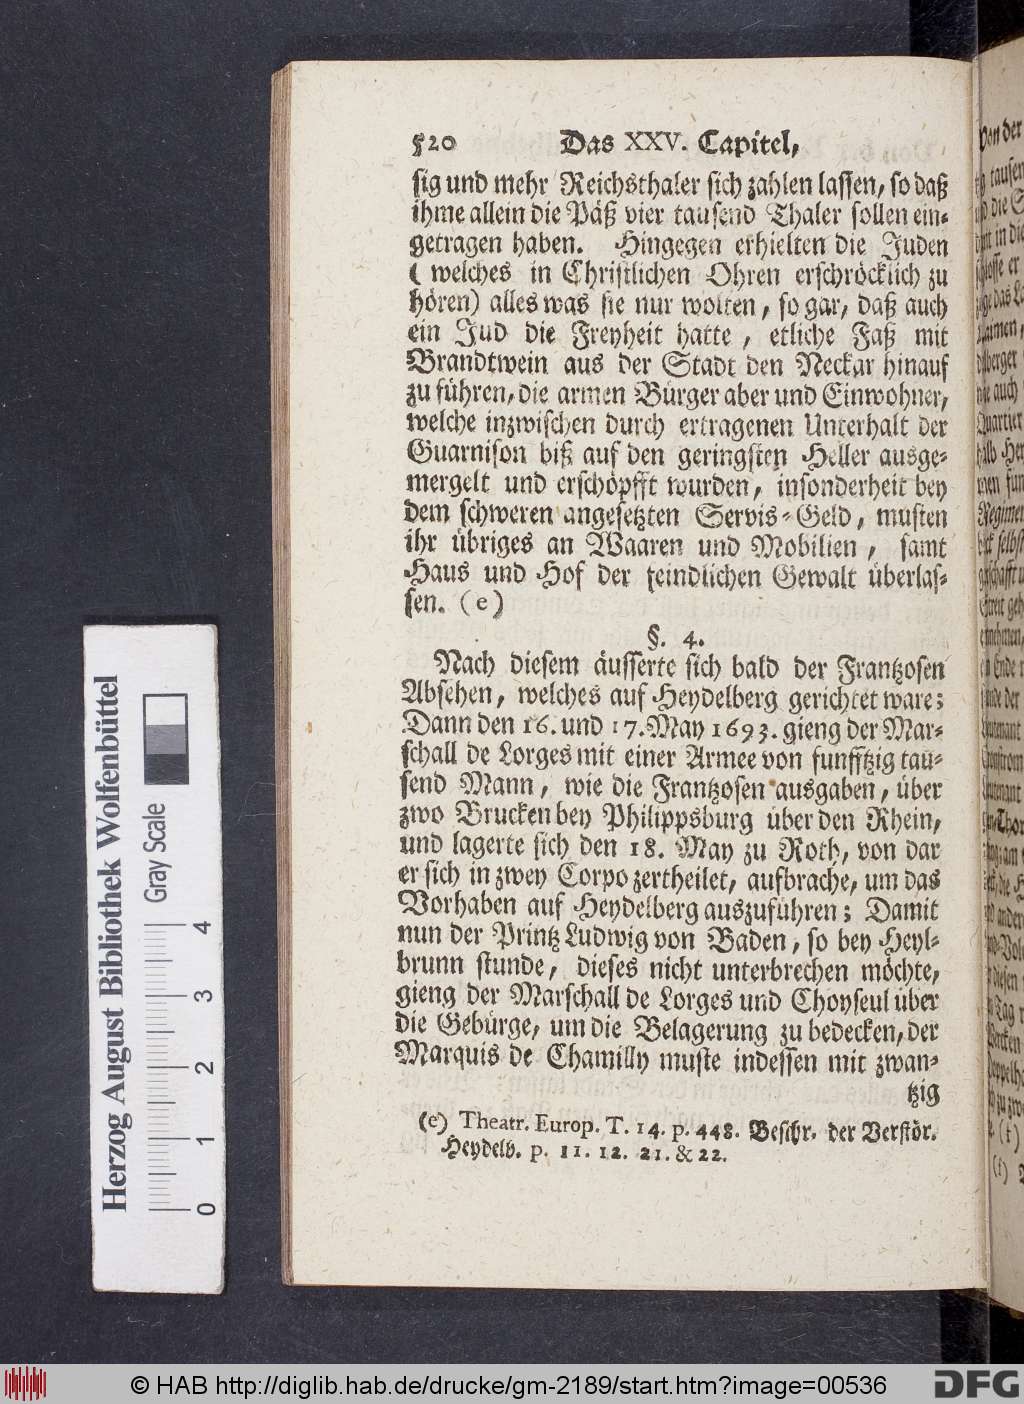 520 Das XXV. Capitel,
sig und mehr Reichsthaler sich zahlen lassen, so daß
ihme allein die Päß vier tausend Thaler sollen ein-
getragen haben. Hingegen erhielten die Juden
( welches in Christlichen Ohren erschröcklich zu
hören) alles was sie nur wolten, so gar, daß auch
ein Jud die Freyheit hatte, etliche Faß mit
Brandtwein aus der Stadt den Neckar hinauf
zu führen, die armen Bürger aber und Einwohner,
welche inzwischen durch ertragenen Unterhalt der
Guarnison biß auf den geringsten Heller ausge-
mergelt und erschöpfft wurden, insonderheit bey
dem schweren angesetzten Servis-Geld, musten
ihr übriges an Waaren und Mobilien, samt
Haus und Hof der feindlichen Gewalt überlas-
sen. (e)
§. 4.
Nach diesem äusserte sich bald der Frantzosen
Absehen, welches auf Heydelberg gerichtet ware;
Dann den 16. und 17. May 1693. gieng der Mar-
schall de Lorges mit einer Armee von funfftzig tau-
send Mann, wie die Frantzosen ausgaben, über
zwo Brucken bey Philippsburg über den Rhein,
und lagerte sich den 18. May zu Roth, von dar
er sich in zwey Corpo zertheilet, aufbrache, um das
Vorhaben auf Heydelberg auszuführen; Damit
nun der Printz Ludwig von Baden, so bey Heyl-
brunn stunde, dieses nicht unterbrechen möchte,
gieng der Marschall de Lorges und Choyseul über
die Gebürge, um die Belagerung zu bedecken, der
Marquis de Chamilly muste indessen mit zwan-
tzig
(e) Theatr. Europ. T. 14. p. 448. Beschr. der Verstör.
Heydelb. p. 11. 12. 21. & 22.
Herzog August Bibliothek Wolfenbüttel
Gray Scale
0 1 2 3 4
© HAB http://diglib.hab.de/drucke/gm-2189/start.htm?image=00536
DFG